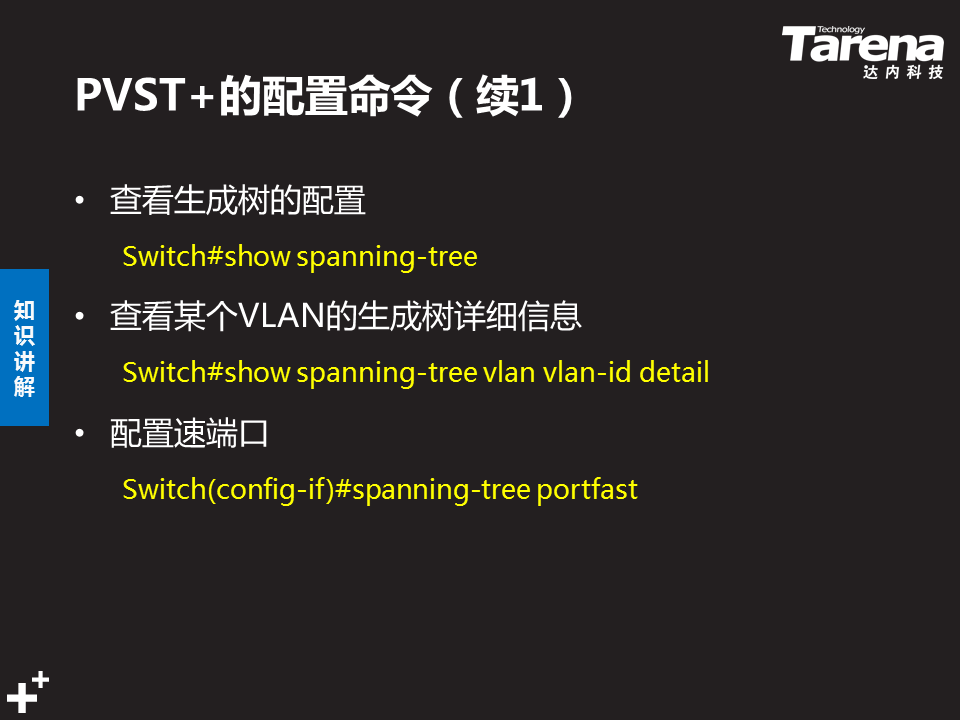 Technology
Tarena
达内科技
PVST+的配置命令（续1）
• 查看生成树的配置
Switch#show spanning-tree
• 查看某个VLAN的生成树详细信息
Switch#show spanning-tree vlan vlan-id detail
• 配置速端口
Switch(config-if)#spanning-tree portfast
知
识
讲
解